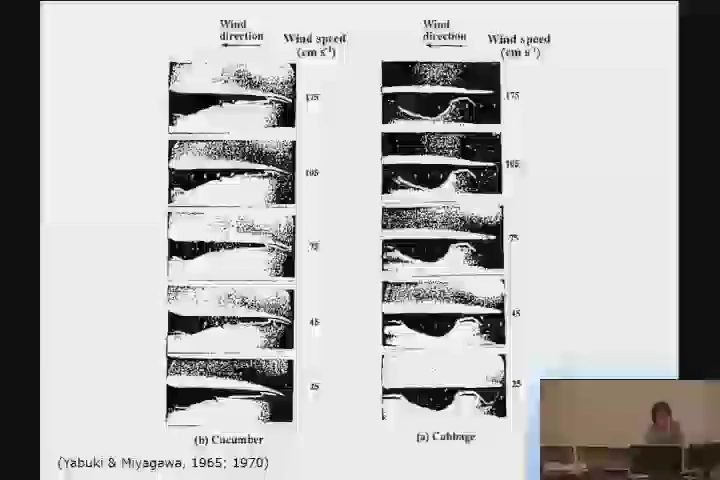 Wind
direction
Wind speed
(cm s⁻¹)
175
105
75
45
25
(b) Cucumber
Wind
direction
Wind speed
(cm s⁻¹)
175
105
75
45
25
(a) Cabbage
(Yabuki & Miyagawa, 1965; 1970)